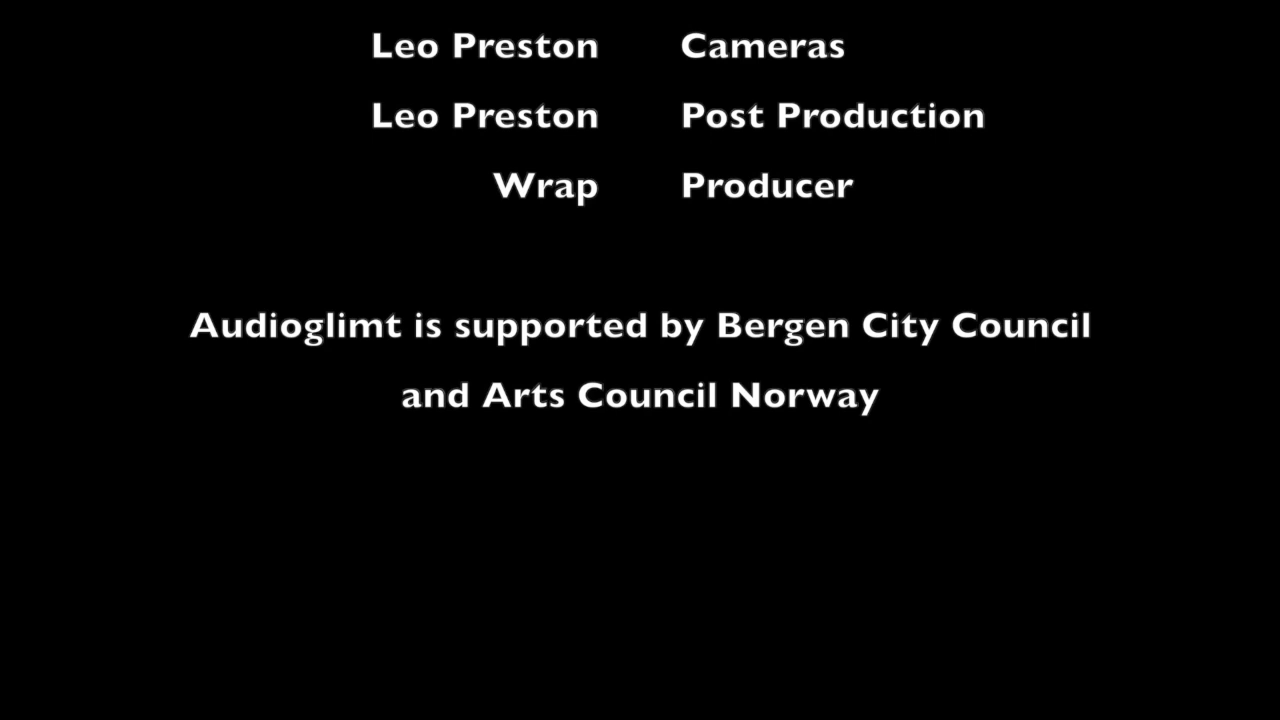 Leo Preston Cameras
Leo Preston Post Production
Wrap Producer
Audioglimt is supported by Bergen City Council
and Arts Council Norway